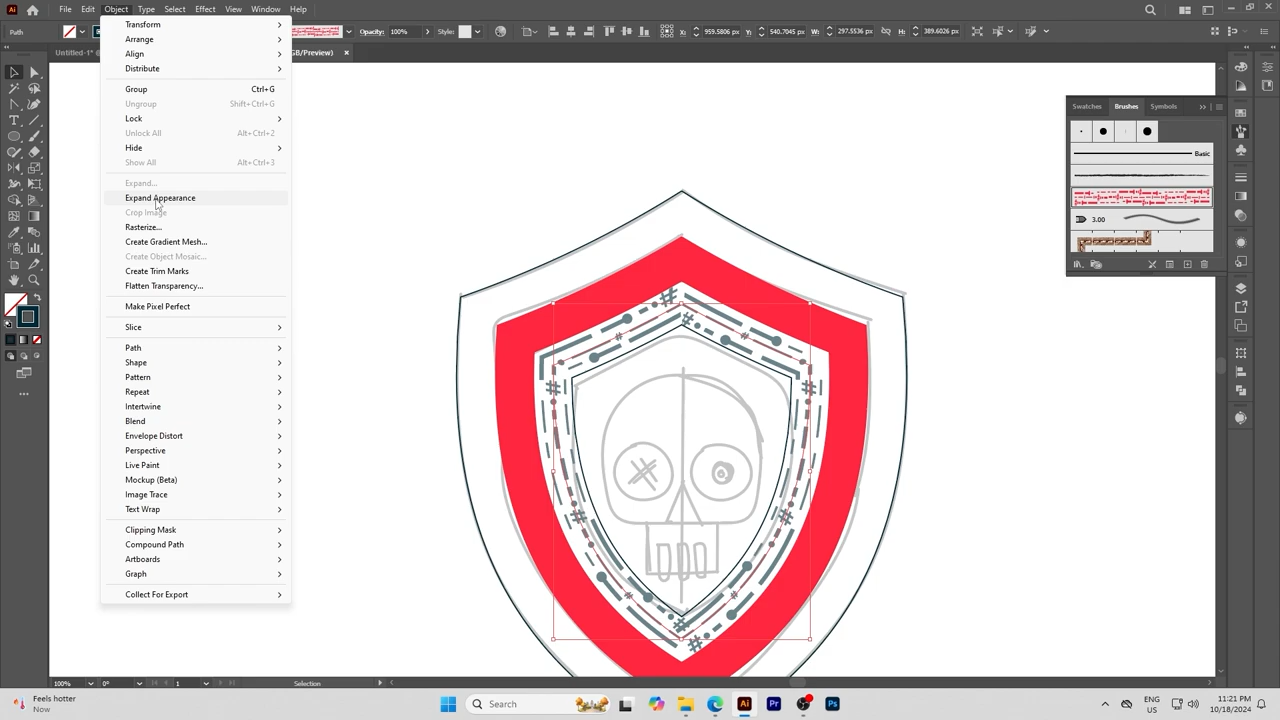 Ai File Edit Object Type Select Effect View Window Help
Path Opacity: 100% Style: X: 959.5806 px Y: 540.7045 px W: 297.5536 px H: 389.6026 px
Untitled-1* GB/Preview) ×
Transform
Arrange
Align
Distribute
Group Ctrl+G
Ungroup Shift+Ctrl+G
Lock
Unlock All Alt+Ctrl+2
Hide
Show All Alt+Ctrl+3
Expand...
Expand Appearance
Crop Image
Rasterize...
Create Gradient Mesh...
Create Object Mosaic...
Create Trim Marks
Flatten Transparency...
Make Pixel Perfect
Slice
Path
Shape
Pattern
Repeat
Intertwine
Blend
Envelope Distort
Perspective
Live Paint
Mockup (Beta)
Image Trace
Text Wrap
Clipping Mask
Compound Path
Artboards
Graph
Collect For Export
Swatches Brushes Symbols
Basic
3.00
100% 0° 1 Selection
Feels hotter
Now
Search
Ai Pr Ps
ENG
US
11:21 PM
10/18/2024